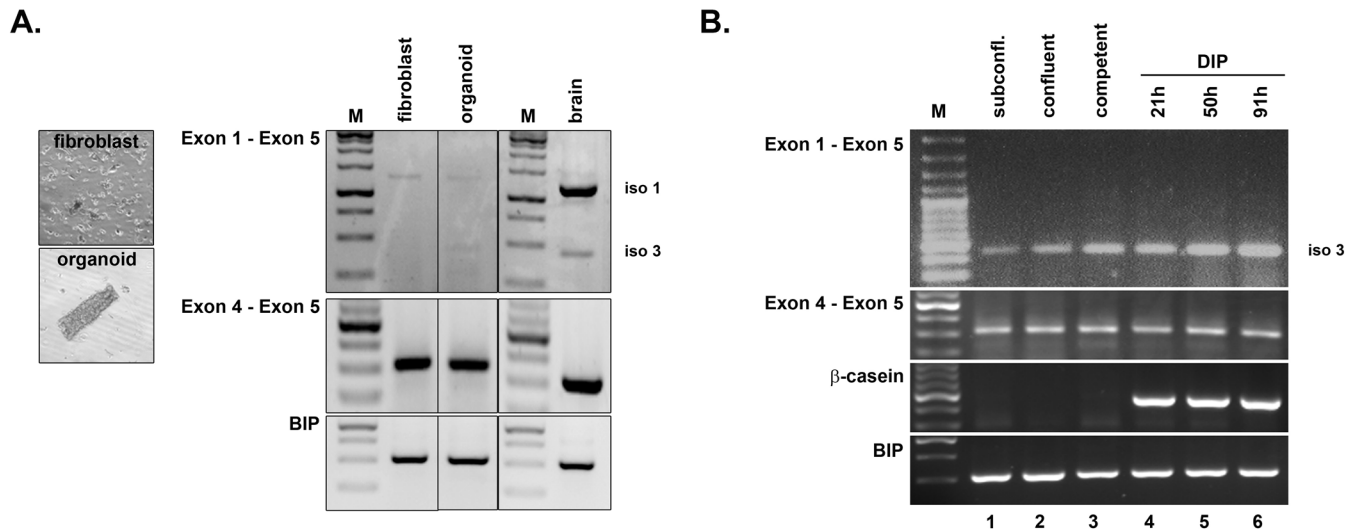 A.
B.
fibroblast
organoid
M
fibroblast
organoid
M
brain
Exon 1 - Exon 5
iso 1
iso 3
Exon 4 - Exon 5
BIP
M
subconfl.
confluent
competent
DIP
21h
50h
91h
Exon 1 - Exon 5
iso 3
Exon 4 - Exon 5
β-casein
BIP
1 2 3 4 5 6